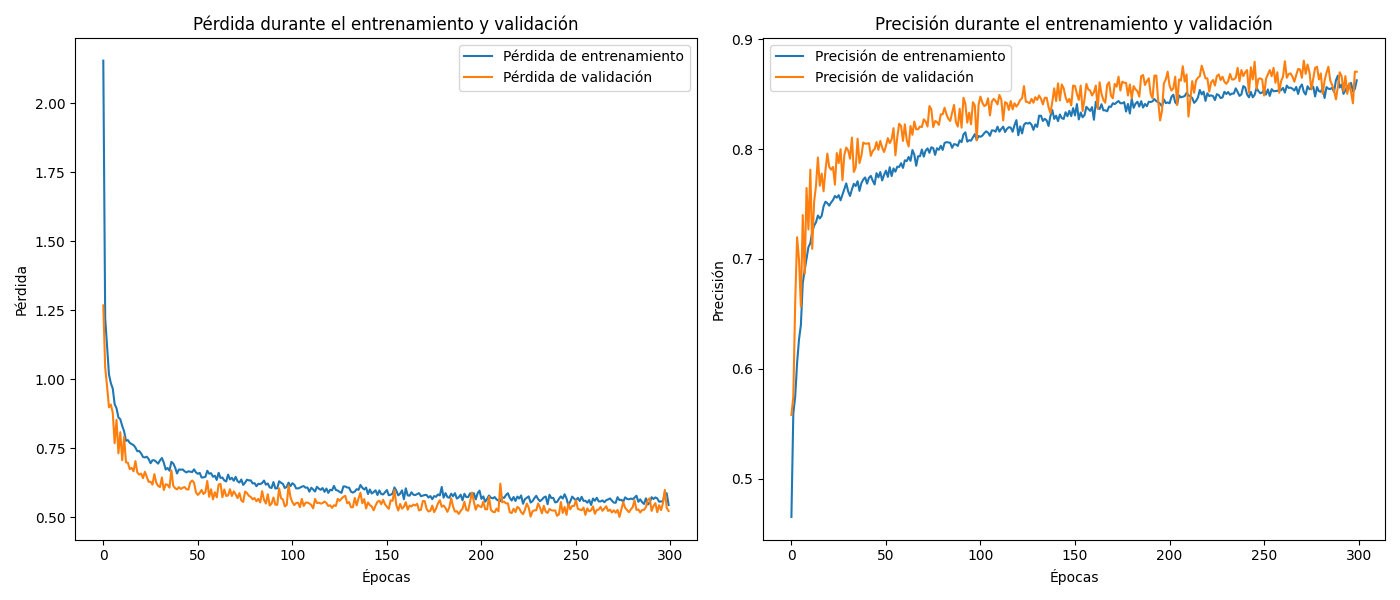 Pérdida durante el entrenamiento y validación
Pérdida de entrenamiento
Pérdida de validación
2.00
1.75
1.50
1.25
1.00
0.75
0.50
Pérdida
0 50 100 150 200 250 300
Épocas
Precisión durante el entrenamiento y validación
Precisión de entrenamiento
Precisión de validación
0.9
0.8
0.7
0.6
0.5
Precisión
0 50 100 150 200 250 300
Épocas